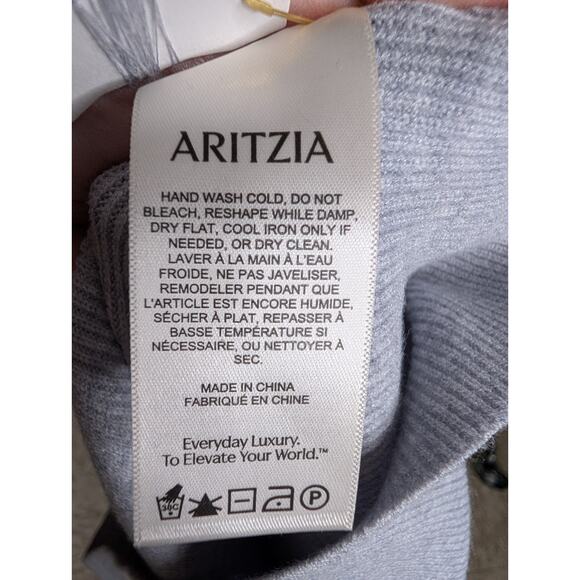 ARITZIA
HAND WASH COLD, DO NOT
BLEACH, RESHAPE WHILE DAMP,
DRY FLAT, COOL IRON ONLY IF
NEEDED, OR DRY CLEAN.
LAVER À LA MAIN À L'EAU
FROIDE, NE PAS JAVELISER,
REMODELER PENDANT QUE
L'ARTICLE EST ENCORE HUMIDE,
SÉCHER À PLAT, REPASSER À
BASSE TEMPÉRATURE SI
NÉCESSAIRE, OU NETTOYER À
SEC.
MADE IN CHINA
FABRIQUÉ EN CHINE
Everyday Luxury.
To Elevate Your World.™
30C P